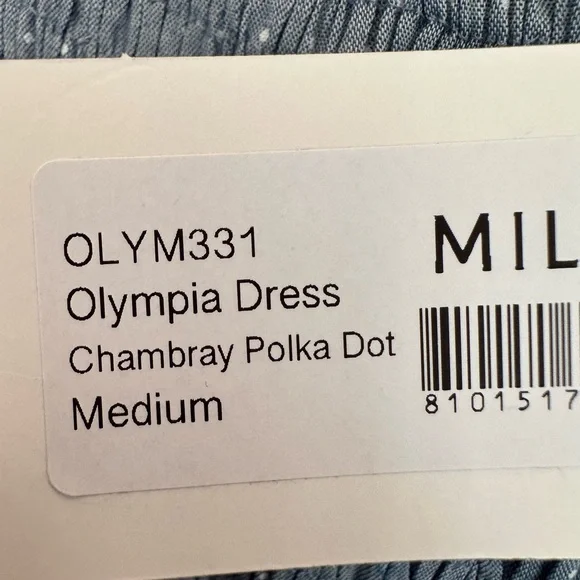 OLYM331
Olympia Dress
Chambray Polka Dot
Medium
MIL
8101517